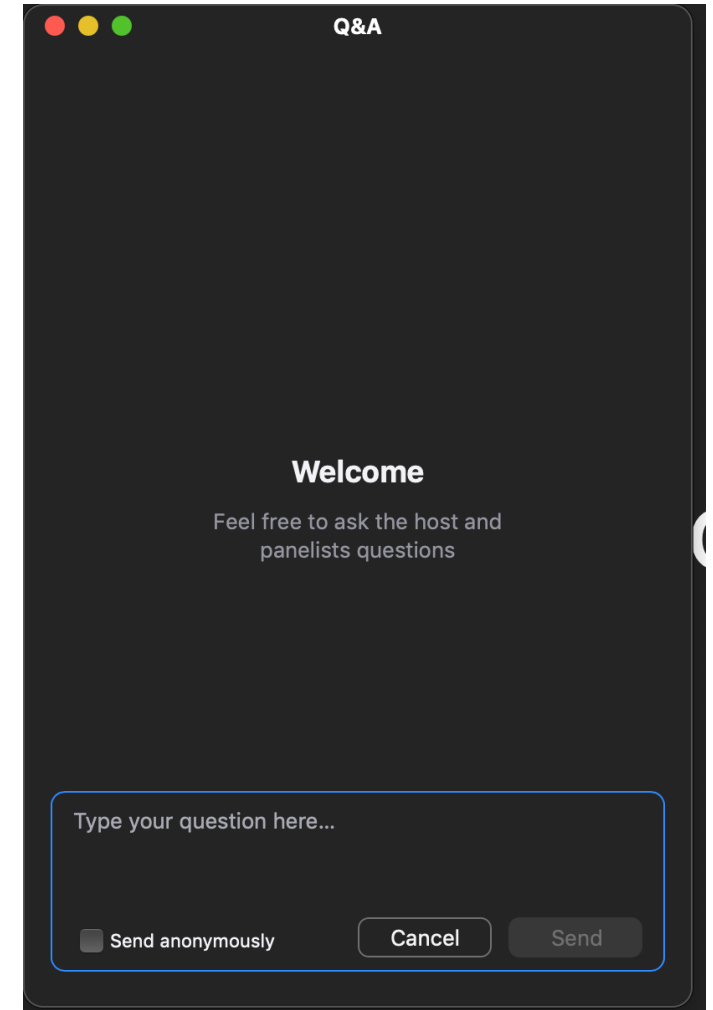 Q&A
Welcome
Feel free to ask the host and
panelists questions
Type your question here...
Send anonymously
Cancel
Send